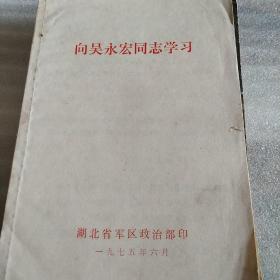 向吴永宏同志学习
湖北省军区政治部印
一九七五年六月